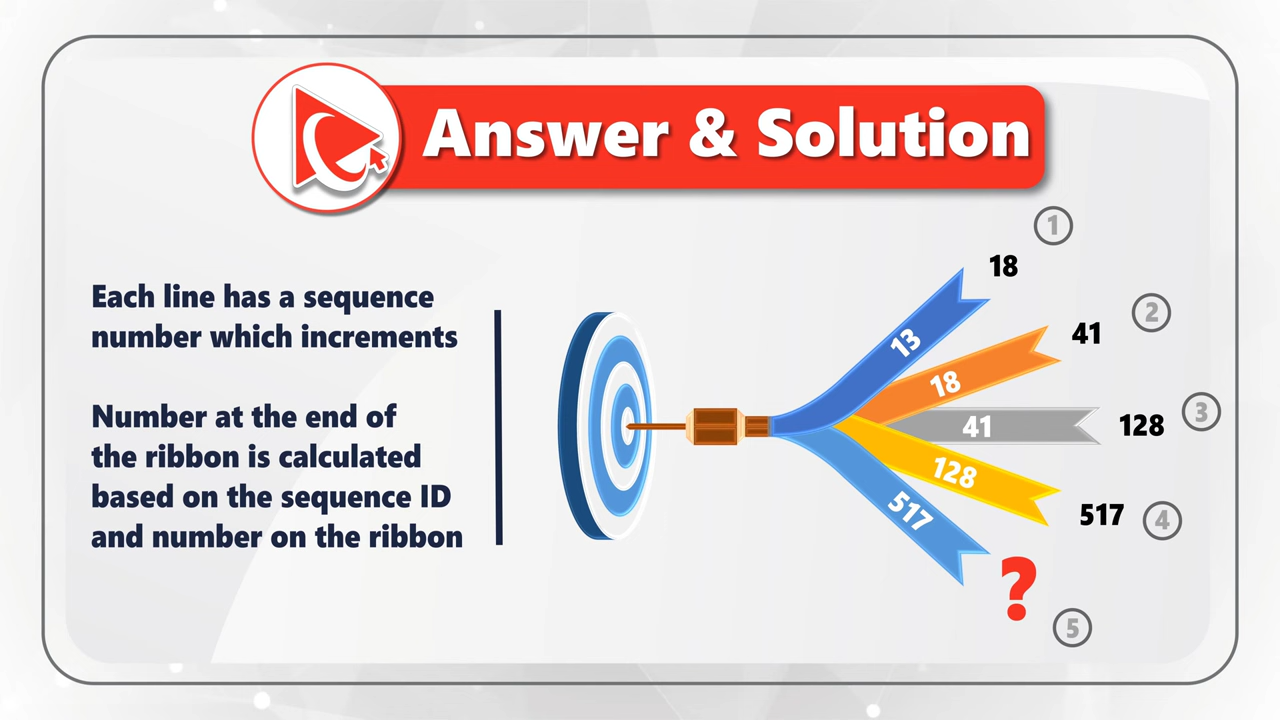 Answer & Solution
Each line has a sequence
number which increments
Number at the end of
the ribbon is calculated
based on the sequence ID
and number on the ribbon
1
18
13
2
41
18
3
128
41
128
517
4
517
?
5